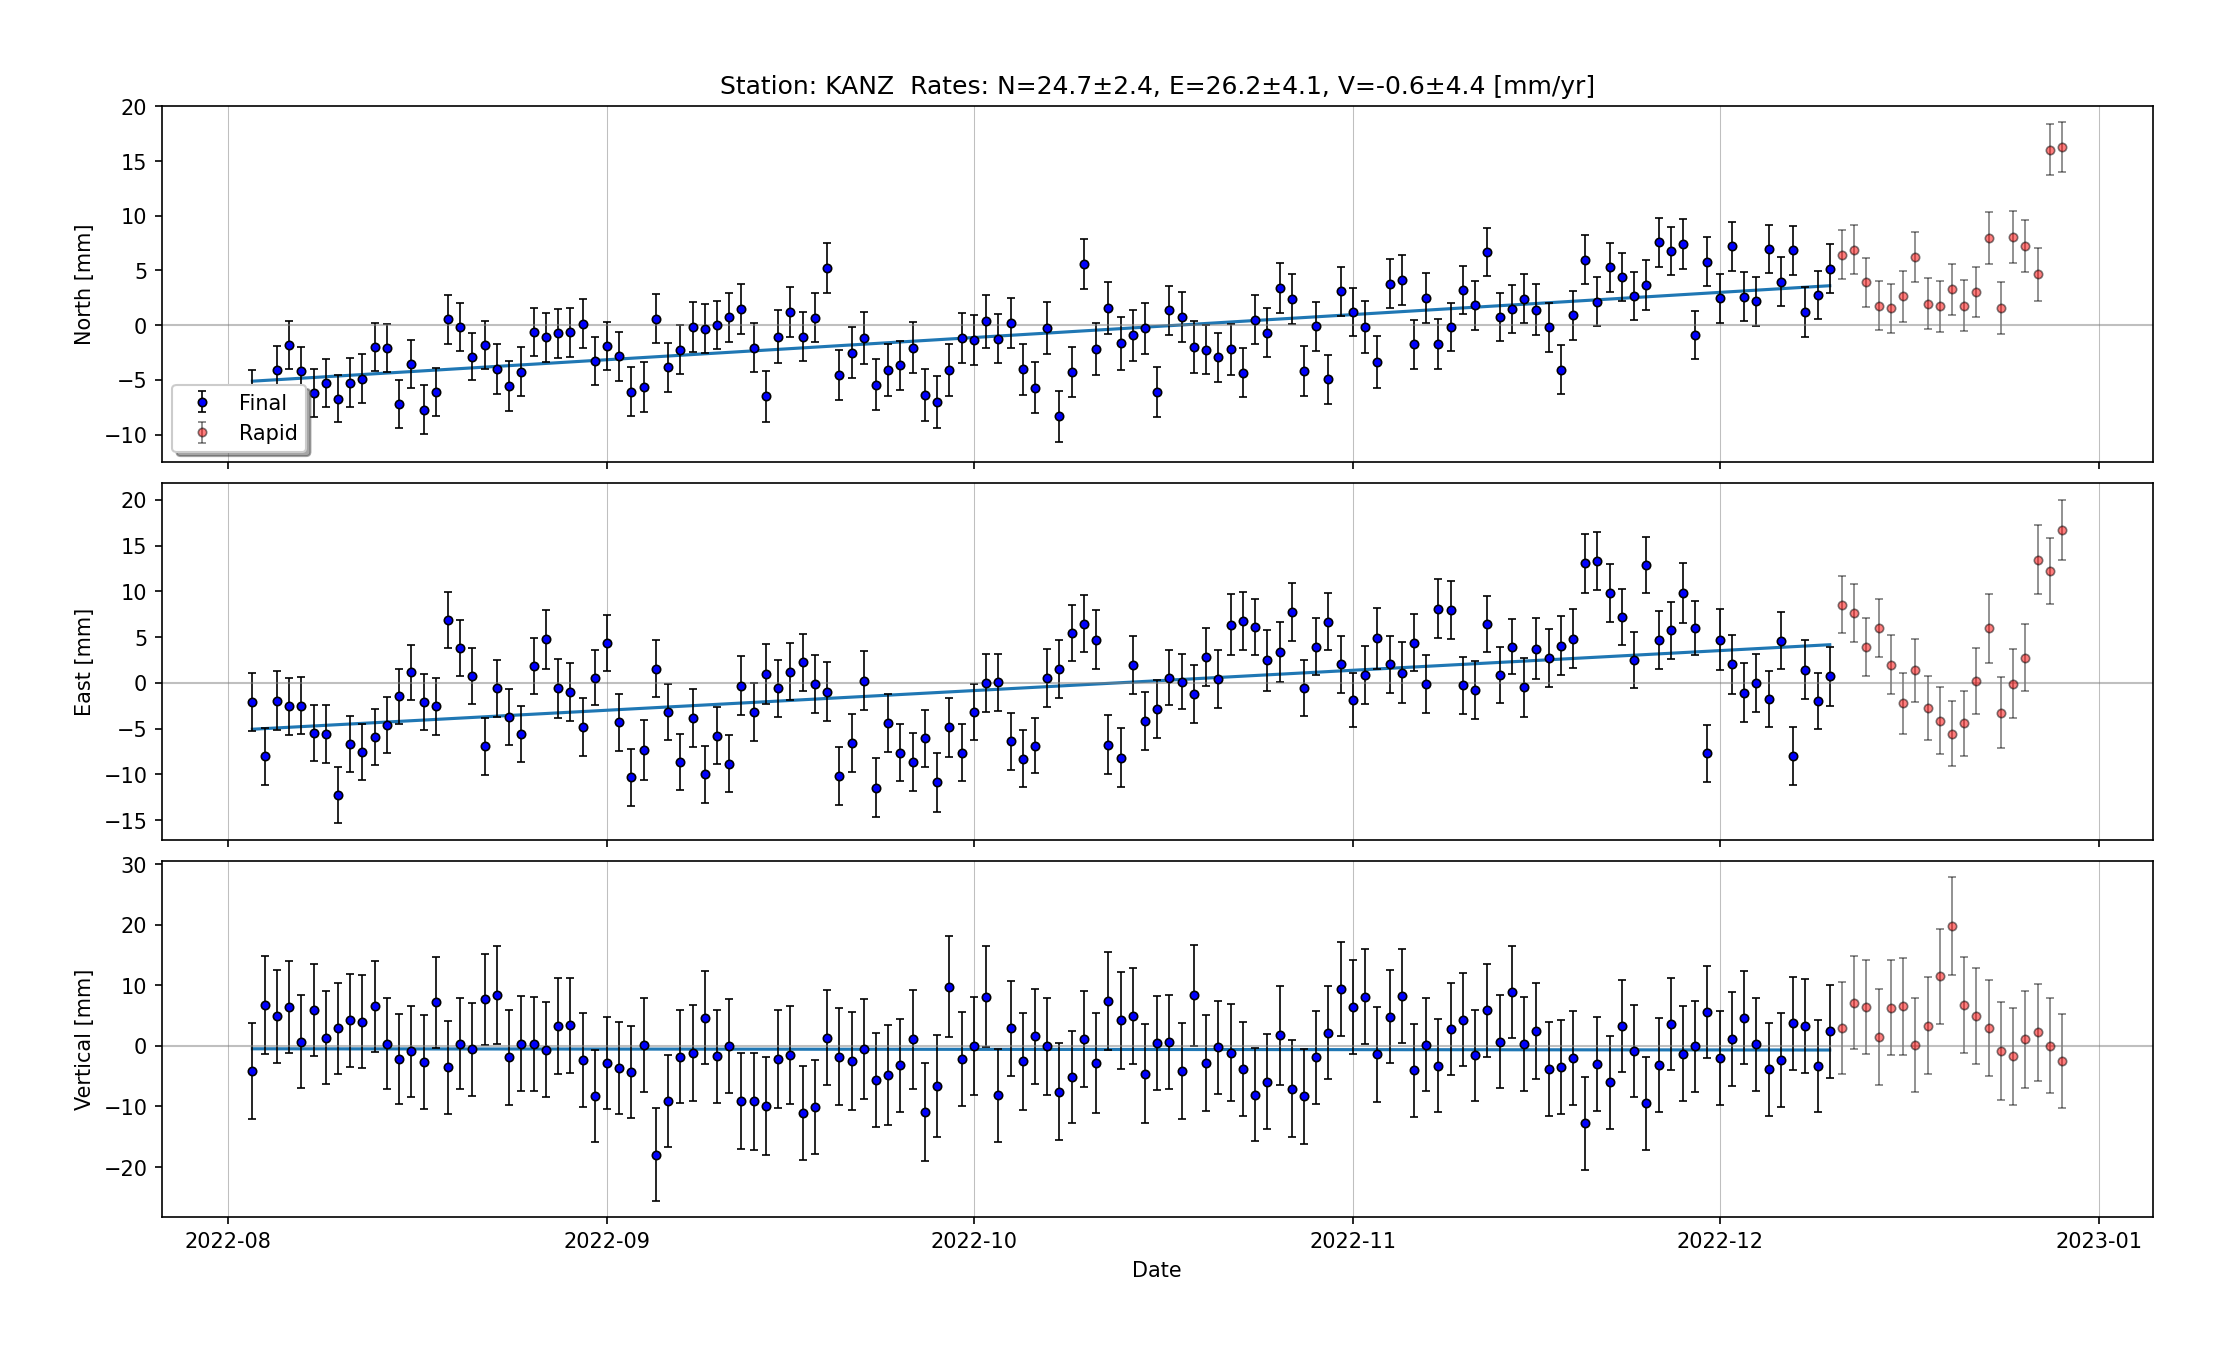 Station: KANZ  Rates: N=24.7±2.4, E=26.2±4.1, V=-0.6±4.4 [mm/yr]
20
15
10
5
0
−5
−10
North [mm]
Final
Rapid
20
15
10
5
0
−5
−10
−15
East [mm]
30
20
10
0
−10
−20
Vertical [mm]
2022-08 2022-09 2022-10 2022-11 2022-12 2023-01
Date